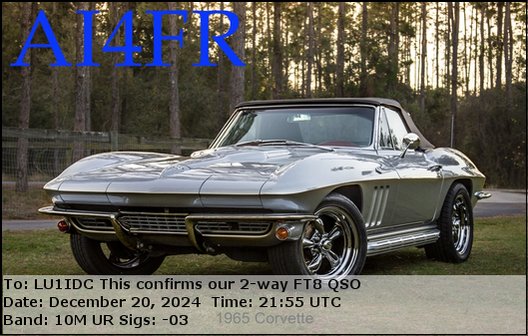 AI4FR
To: LU1IDC This confirms our 2-way FT8 QSO
Date: December 20, 2024 Time: 21:55 UTC
Band: 10M UR Sigs: -03
1965 Corvette